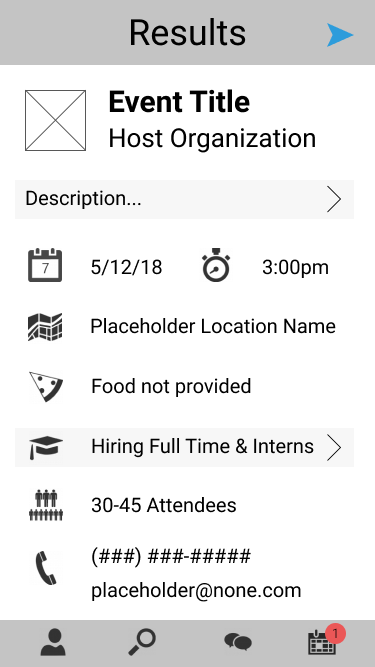 Results
Event Title
Host Organization
Description...
7
5/12/18
3:00pm
Placeholder Location Name
Food not provided
Hiring Full Time & Interns
30-45 Attendees
(###) ###-#####
placeholder@none.com
1